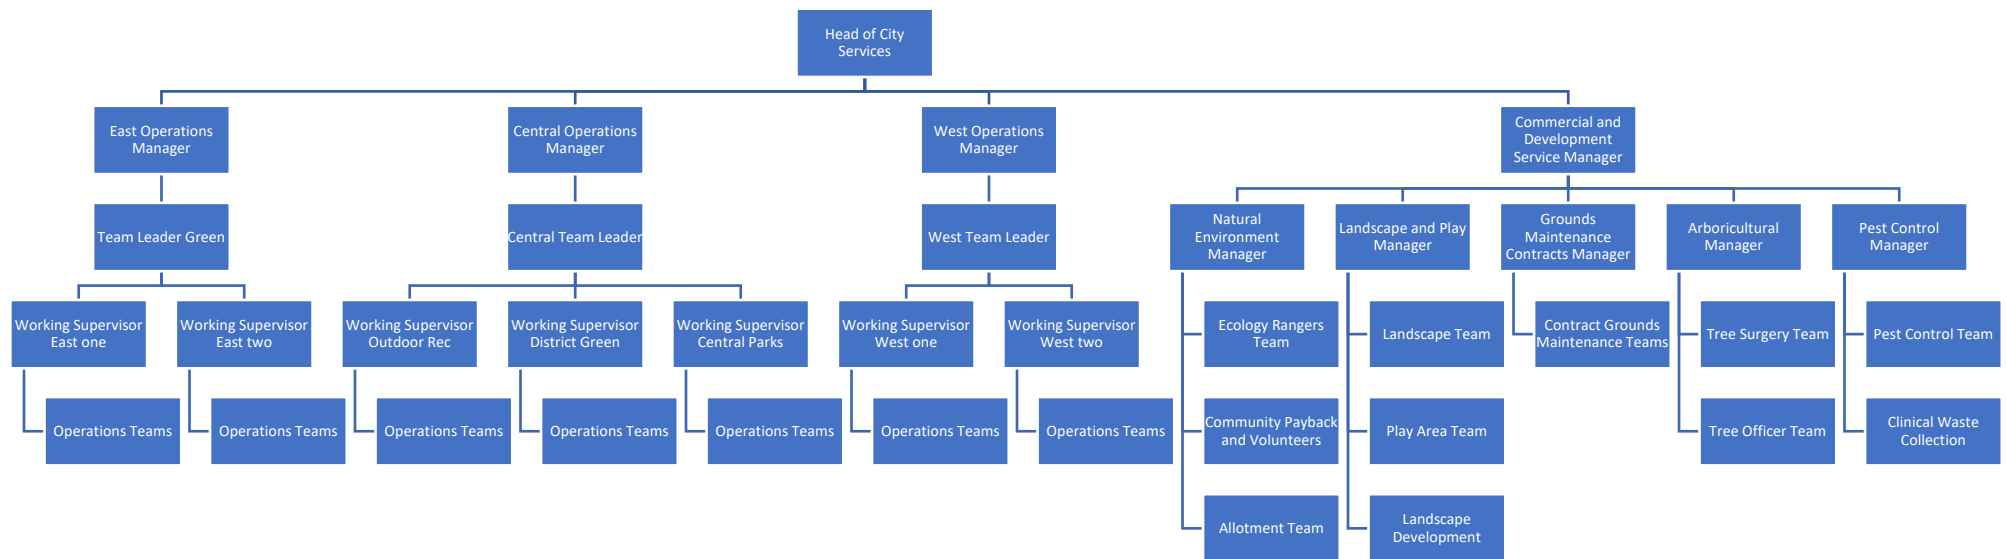 Head of City
Services
East Operations
Manager
Central Operations
Manager
West Operations
Manager
Commercial and
Development
Service Manager
Team Leader Green
Central Team Leader
West Team Leader
Natural
Environment
Manager
Landscape and Play
Manager
Grounds
Maintenance
Contracts Manager
Arboricultural
Manager
Pest Control
Manager
Working Supervisor
East one
Working Supervisor
East two
Working Supervisor
Outdoor Rec
Working Supervisor
District Green
Working Supervisor
Central Parks
Working Supervisor
West one
Working Supervisor
West two
Ecology Rangers
Team
Landscape Team
Contract Grounds
Maintenance Teams
Tree Surgery Team
Pest Control Team
Operations Teams
Operations Teams
Operations Teams
Operations Teams
Operations Teams
Operations Teams
Operations Teams
Community Payback
and Volunteers
Play Area Team
Tree Officer Team
Clinical Waste
Collection
Allotment Team
Landscape
Development